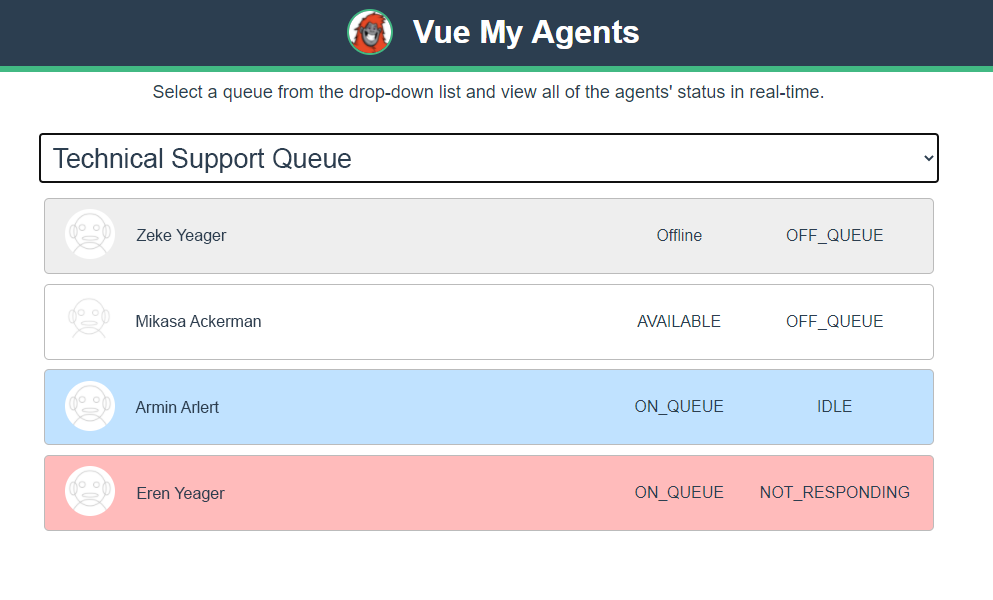 Vue My Agents
Select a queue from the drop-down list and view all of the agents' status in real-time.
Technical Support Queue
Zeke Yeager Offline OFF_QUEUE
Mikasa Ackerman AVAILABLE OFF_QUEUE
Armin Arlert ON_QUEUE IDLE
Eren Yeager ON_QUEUE NOT_RESPONDING